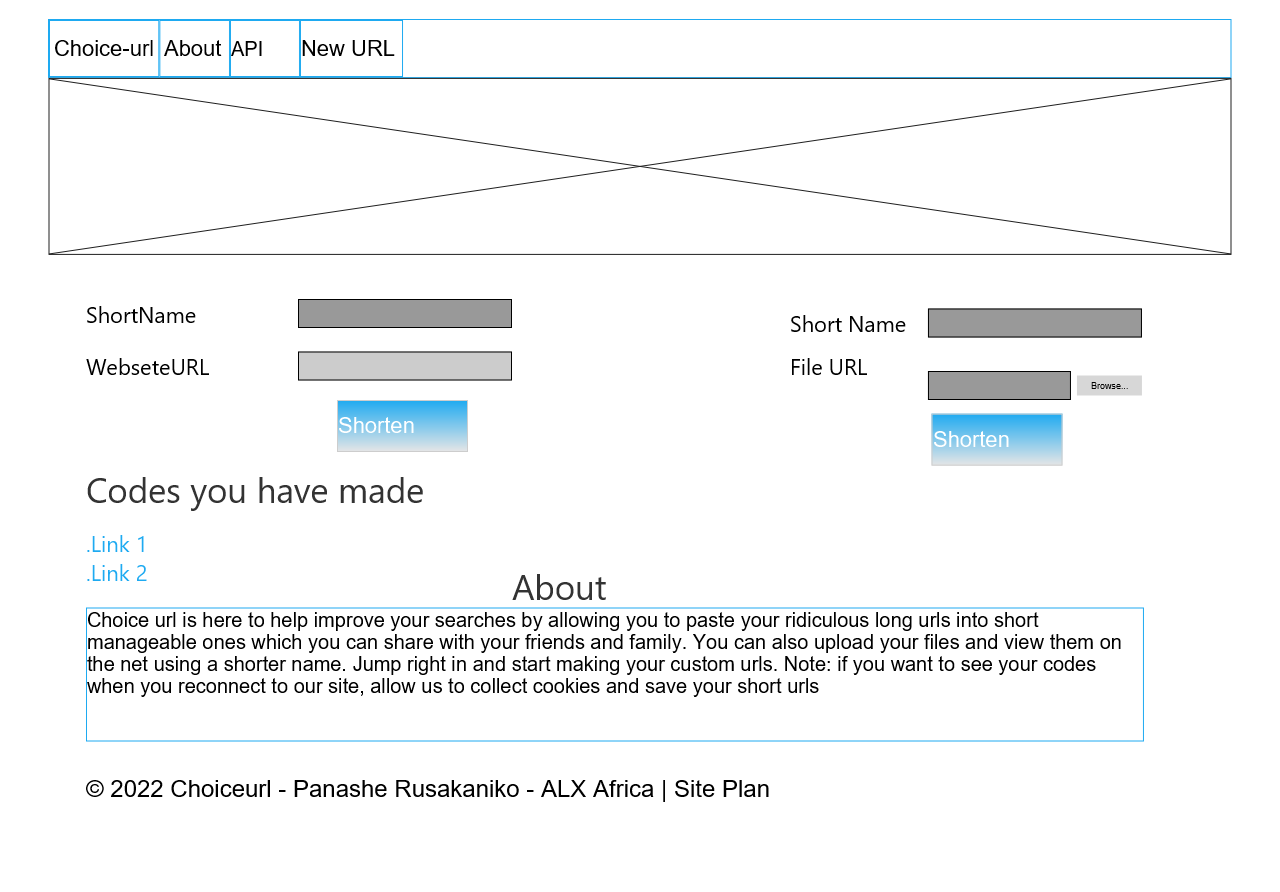 Choice-url About API New URL
ShortName
WebseteURL
Shorten
Short Name
File URL
Browse...
Shorten
Codes you have made
.Link 1
.Link 2
About
Choice url is here to help improve your searches by allowing you to paste your ridiculous long urls into short
manageable ones which you can share with your friends and family. You can also upload your files and view them on
the net using a shorter name. Jump right in and start making your custom urls. Note: if you want to see your codes
when you reconnect to our site, allow us to collect cookies and save your short urls
© 2022 Choiceurl - Panashe Rusakaniko - ALX Africa | Site Plan